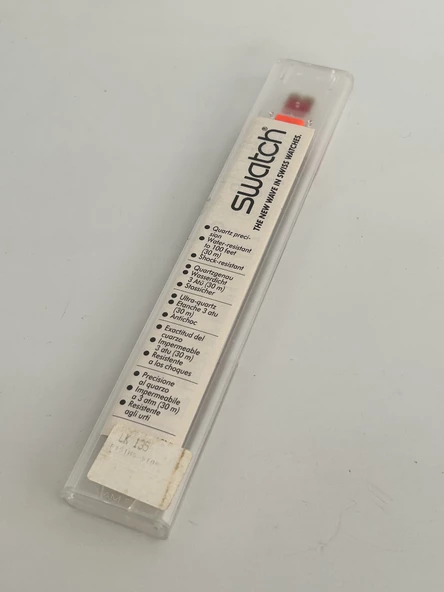 swatch®
THE NEW WAVE IN SWISS WATCHES.
● Quartz preci-
sion
● Water-resistant
to 100 feet
(30 m)
● Shock-resistant
● Quartzgenau
● Wasserdicht
3 Atü (30 m)
● Stossicher
● Ultra-quartz
● Etanche 3 atu
(30 m)
● Antichoc
● Exactitud del
cuarzo
● Impermeable
3 atu (30 m)
● Resistente
a los choques
● Precisione
al quarzo
● Impermeabile
a 3 atm (30 m)
● Resistente
agli urti
LK 135